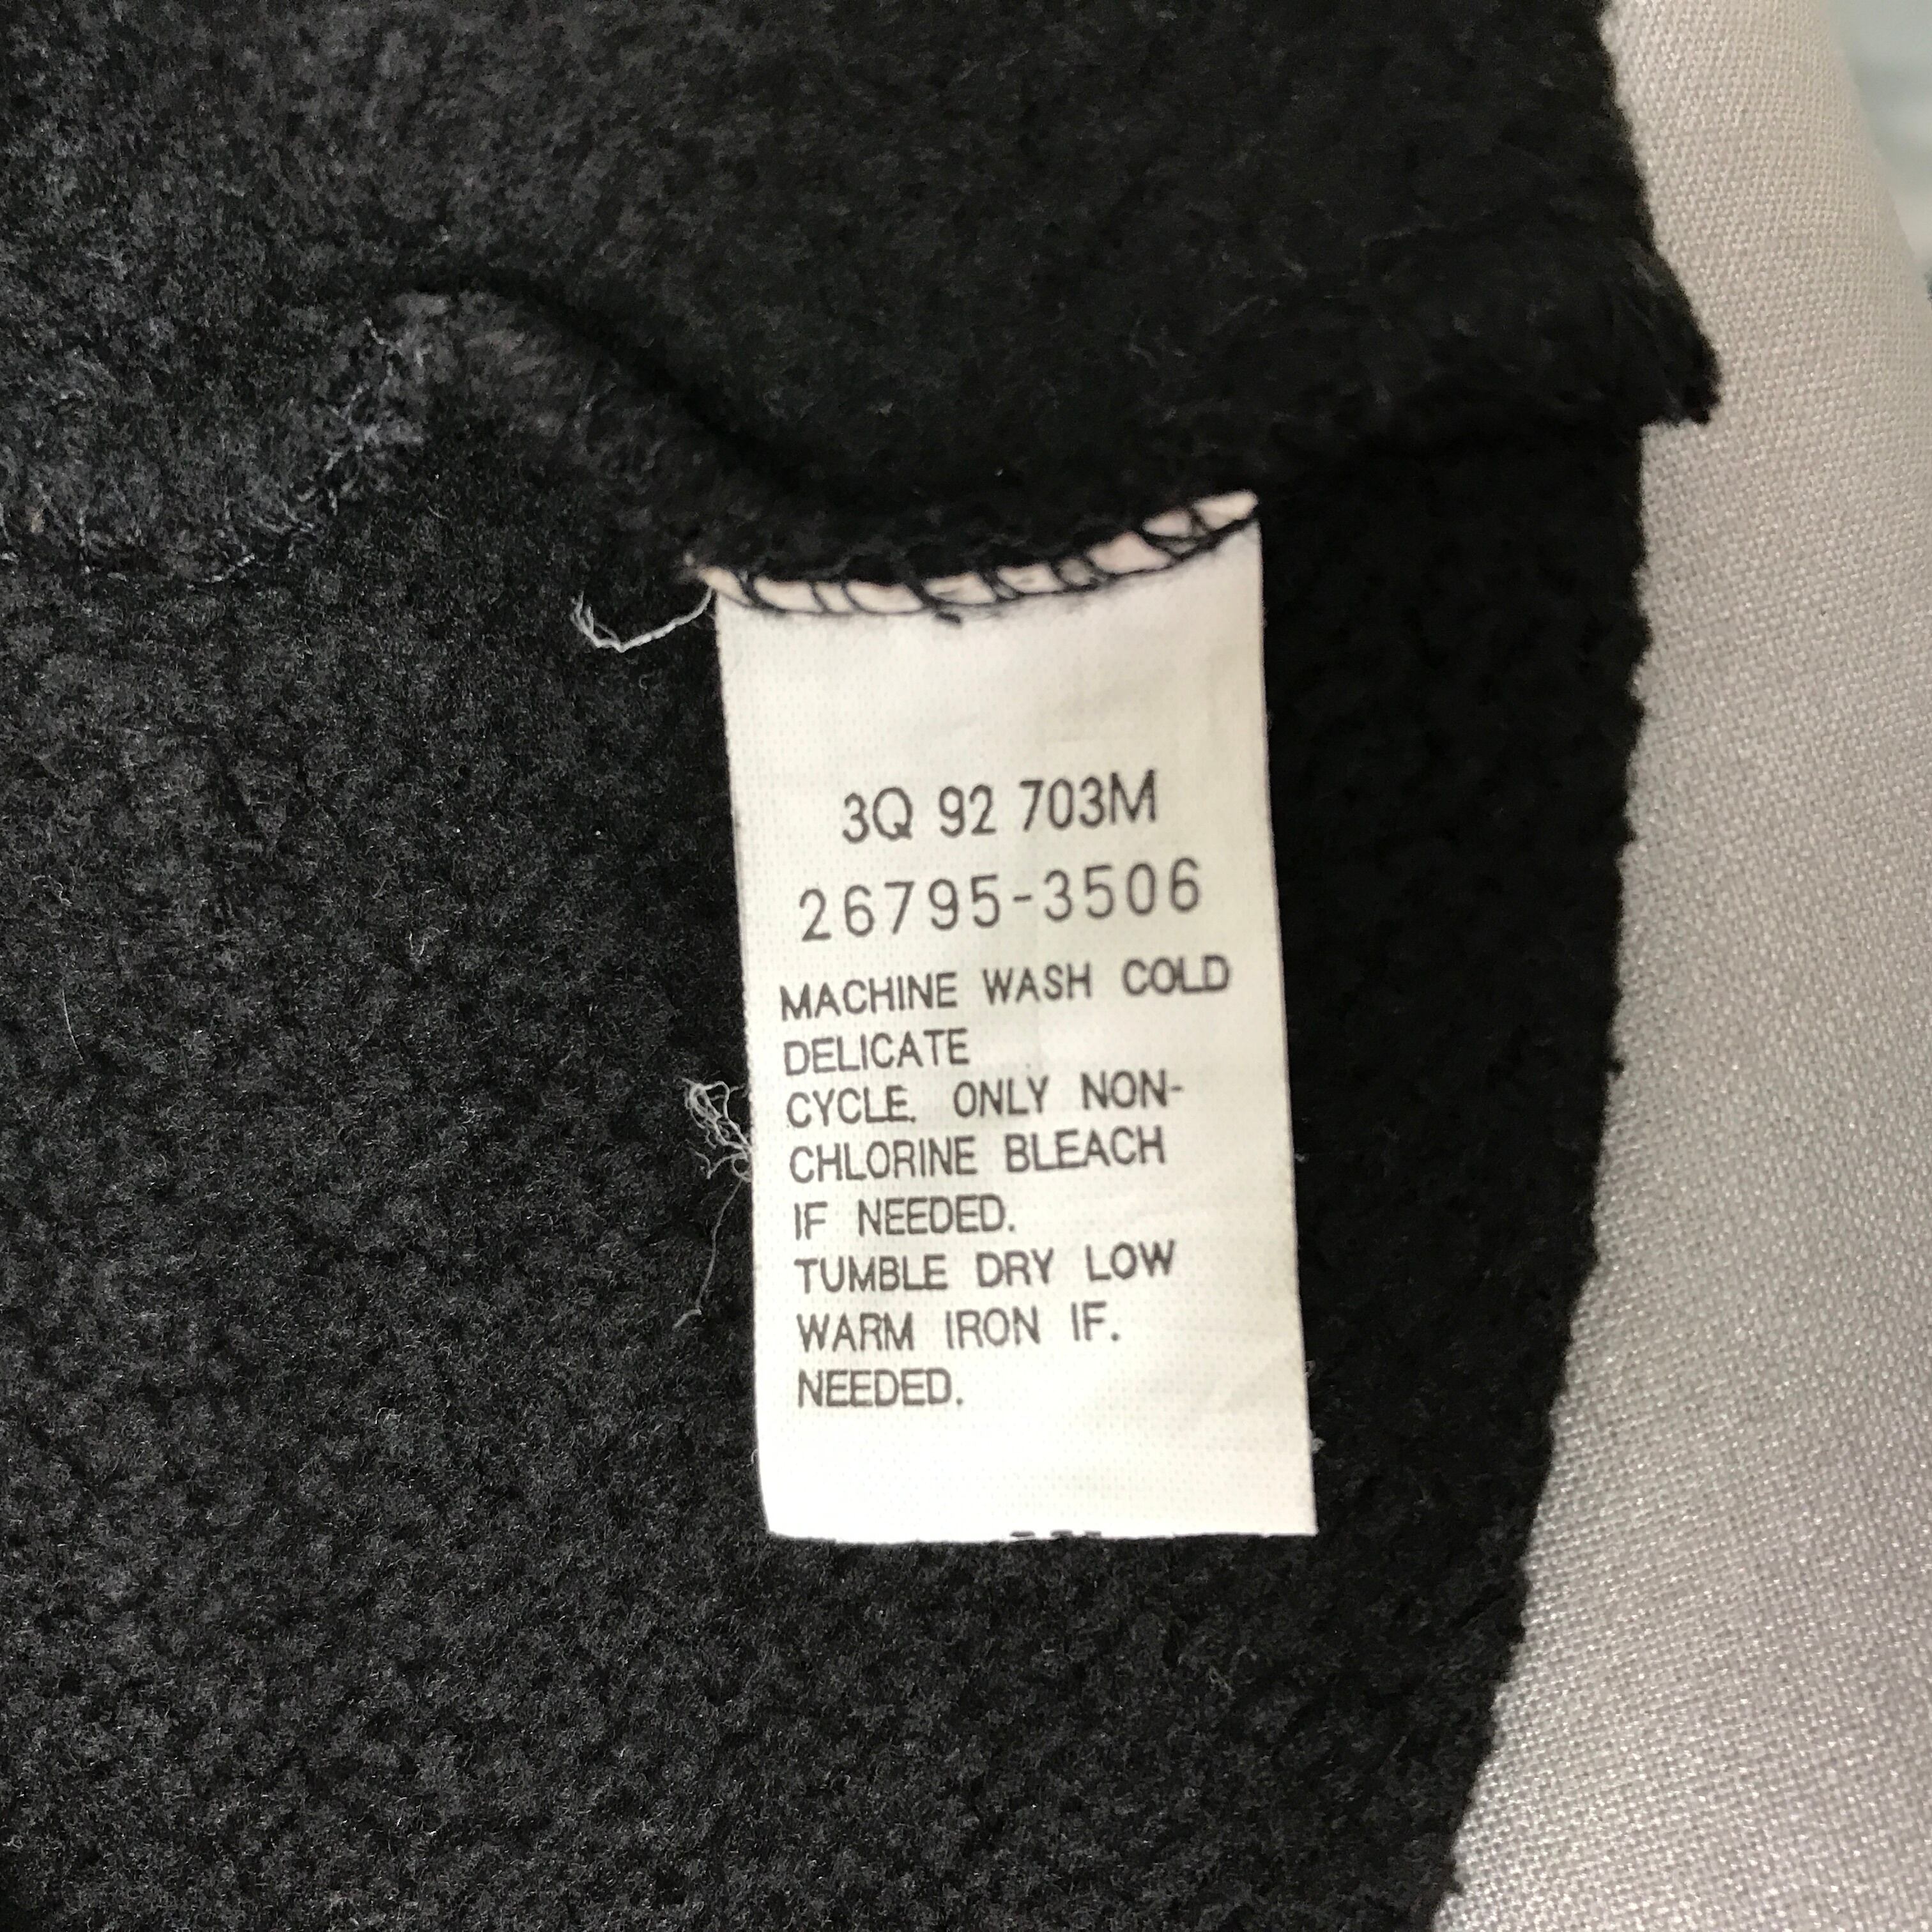 3Q 92 703M
26795-3506
MACHINE WASH COLD
DELICATE
CYCLE. ONLY NON-
CHLORINE BLEACH
IF NEEDED.
TUMBLE DRY LOW
WARM IRON IF.
NEEDED.